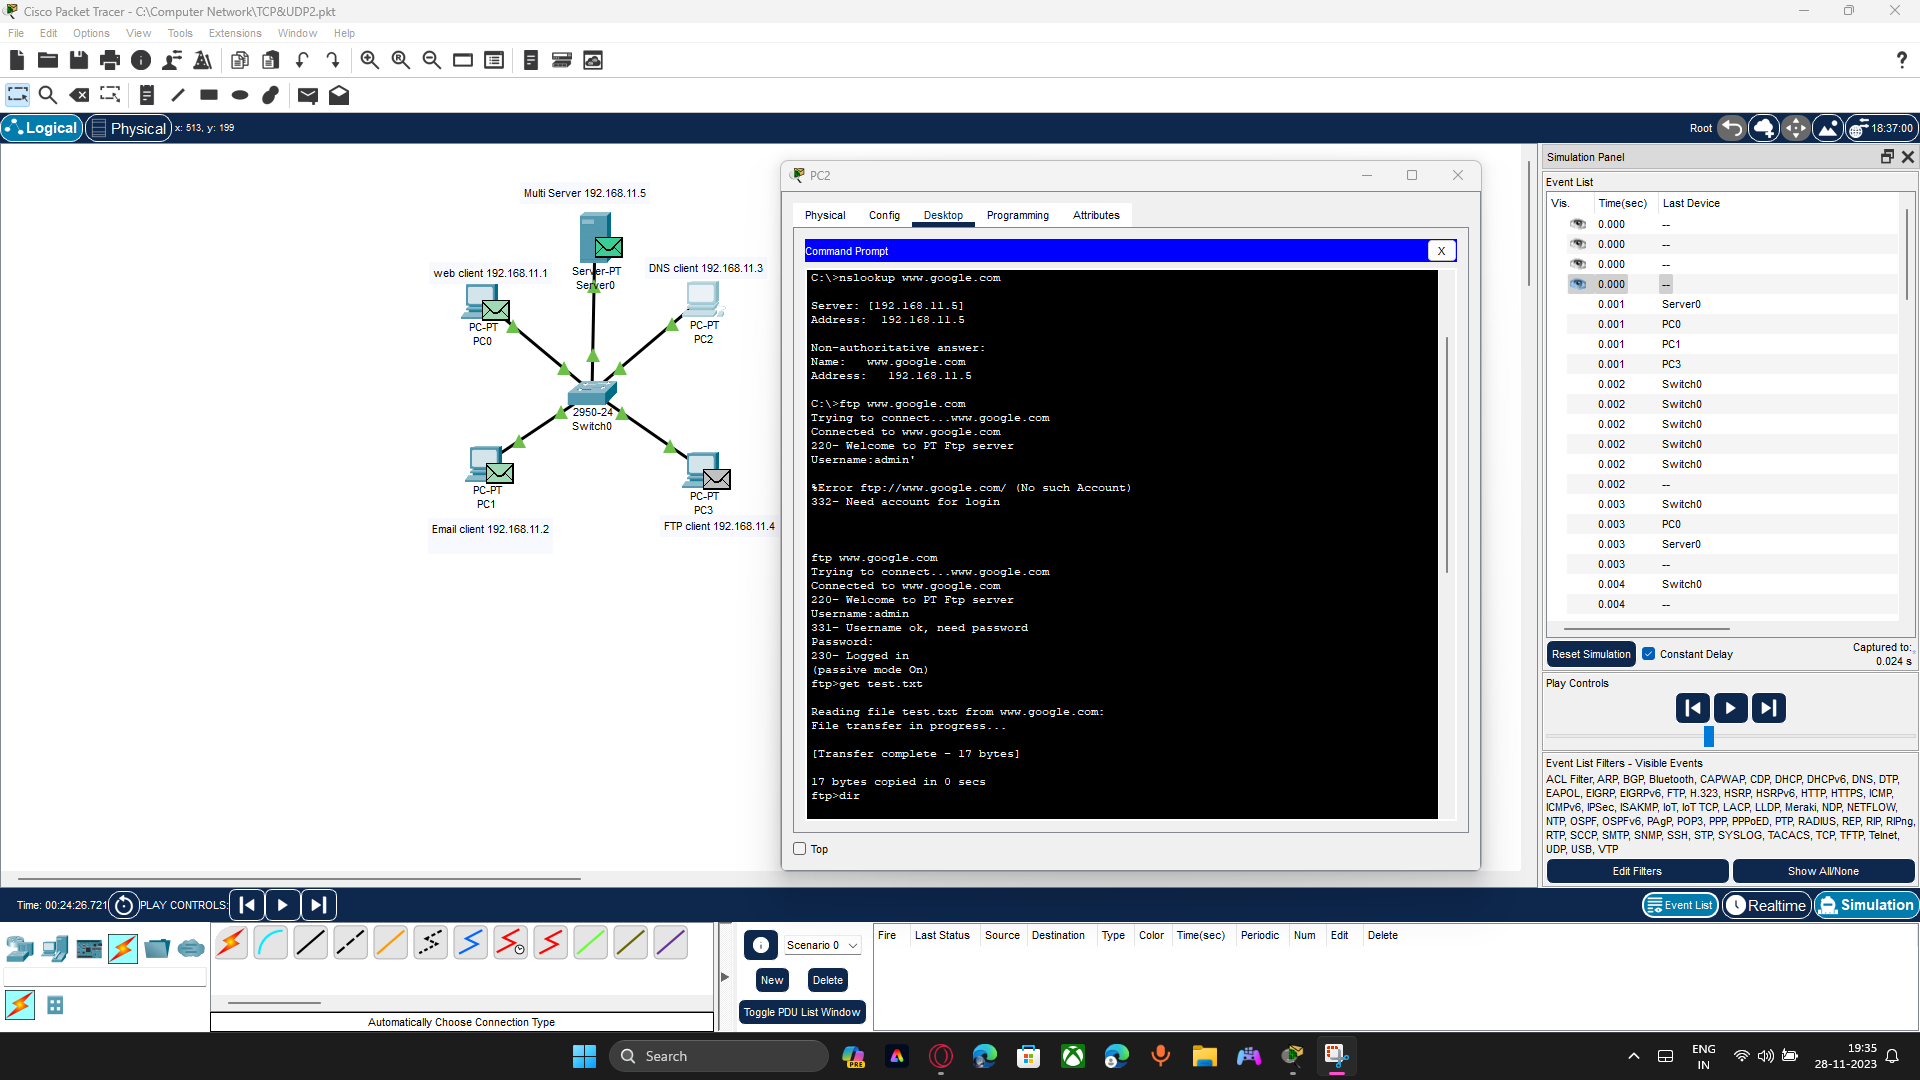 Cisco Packet Tracer - C:\Computer Network\TCP&UDP2.pkt
File Edit Options View Tools Extensions Window Help
Logical Physical x: 513, y: 199 Root 18:37:00
Multi Server 192.168.11.5
Server-PT
Server0
web client 192.168.11.1
PC-PT
PC0
DNS client 192.168.11.3
PC-PT
PC2
2950-24
Switch0
PC-PT
PC1
Email client 192.168.11.2
PC-PT
PC3
FTP client 192.168.11.4
PC2
Physical Config Desktop Programming Attributes
Command Prompt X
C:\>nslookup www.google.com
Server: [192.168.11.5]
Address: 192.168.11.5
Non-authoritative answer:
Name: www.google.com
Address: 192.168.11.5
C:\>ftp www.google.com
Trying to connect...www.google.com
Connected to www.google.com
220- Welcome to PT Ftp server
Username:admin'
%Error ftp://www.google.com/ (No such Account)
332- Need account for login
ftp www.google.com
Trying to connect...www.google.com
Connected to www.google.com
220- Welcome to PT Ftp server
Username:admin
331- Username ok, need password
Password:
230- Logged in
(passive mode On)
ftp>get test.txt
Reading file test.txt from www.google.com:
File transfer in progress...
[Transfer complete - 17 bytes]
17 bytes copied in 0 secs
ftp>dir
Top
Simulation Panel
Event List
Vis. Time(sec) Last Device
0.000 --
0.000 --
0.000 --
0.000 --
0.001 Server0
0.001 PC0
0.001 PC1
0.001 PC3
0.002 Switch0
0.002 Switch0
0.002 Switch0
0.002 Switch0
0.002 Switch0
0.002 --
0.003 Switch0
0.003 PC0
0.003 Server0
0.003 --
0.004 Switch0
0.004 --
Reset Simulation Constant Delay Captured to:
0.024 s
Play Controls
Event List Filters - Visible Events
ACL Filter, ARP, BGP, Bluetooth, CAPWAP, CDP, DHCP, DHCPv6, DNS, DTP,
EAPOL, EIGRP, EIGRPv6, FTP, H.323, HSRP, HSRPv6, HTTP, HTTPS, ICMP,
ICMPv6, IPSec, ISAKMP, IoT, IoT TCP, LACP, LLDP, Meraki, NDP, NETFLOW,
NTP, OSPF, OSPFv6, PAgP, POP3, PPP, PPPoED, PTP, RADIUS, REP, RIP, RIPng,
RTP, SCCP, SMTP, SNMP, SSH, STP, SYSLOG, TACACS, TCP, TFTP, Telnet,
UDP, USB, VTP
Edit Filters Show All/None
Time: 00:24:26.721 PLAY CONTROLS: Event List Realtime Simulation
Automatically Choose Connection Type
Scenario 0
New Delete
Toggle PDU List Window
Fire Last Status Source Destination Type Color Time(sec) Periodic Num Edit Delete
Search
PRE
ENG
IN
19:35
28-11-2023